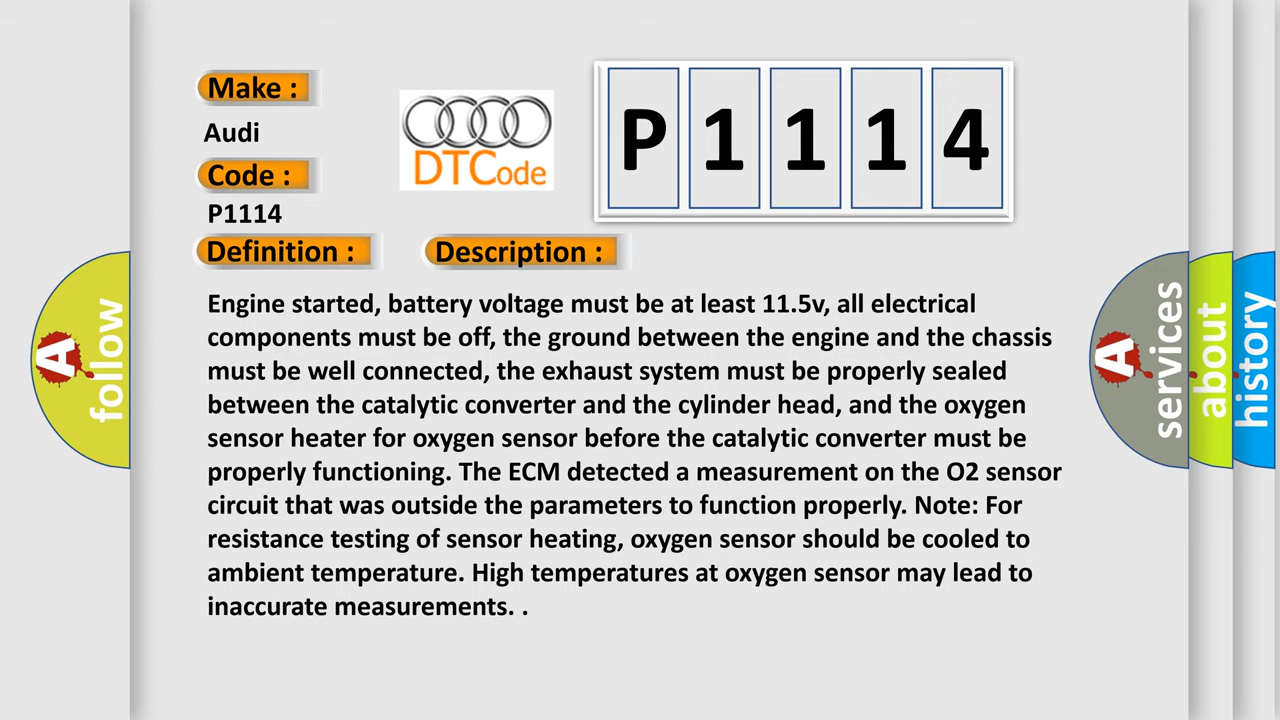 Make :
Audi
Code :
P1114
DTCode
P1114
Definition :
Description :
Engine started, battery voltage must be at least 11.5v, all electrical
components must be off, the ground between the engine and the chassis
must be well connected, the exhaust system must be properly sealed
between the catalytic converter and the cylinder head, and the oxygen
sensor heater for oxygen sensor before the catalytic converter must be
properly functioning. The ECM detected a measurement on the O2 sensor
circuit that was outside the parameters to function properly. Note: For
resistance testing of sensor heating, oxygen sensor should be cooled to
ambient temperature. High temperatures at oxygen sensor may lead to
inaccurate measurements. .
A
follow
A
services
about
history